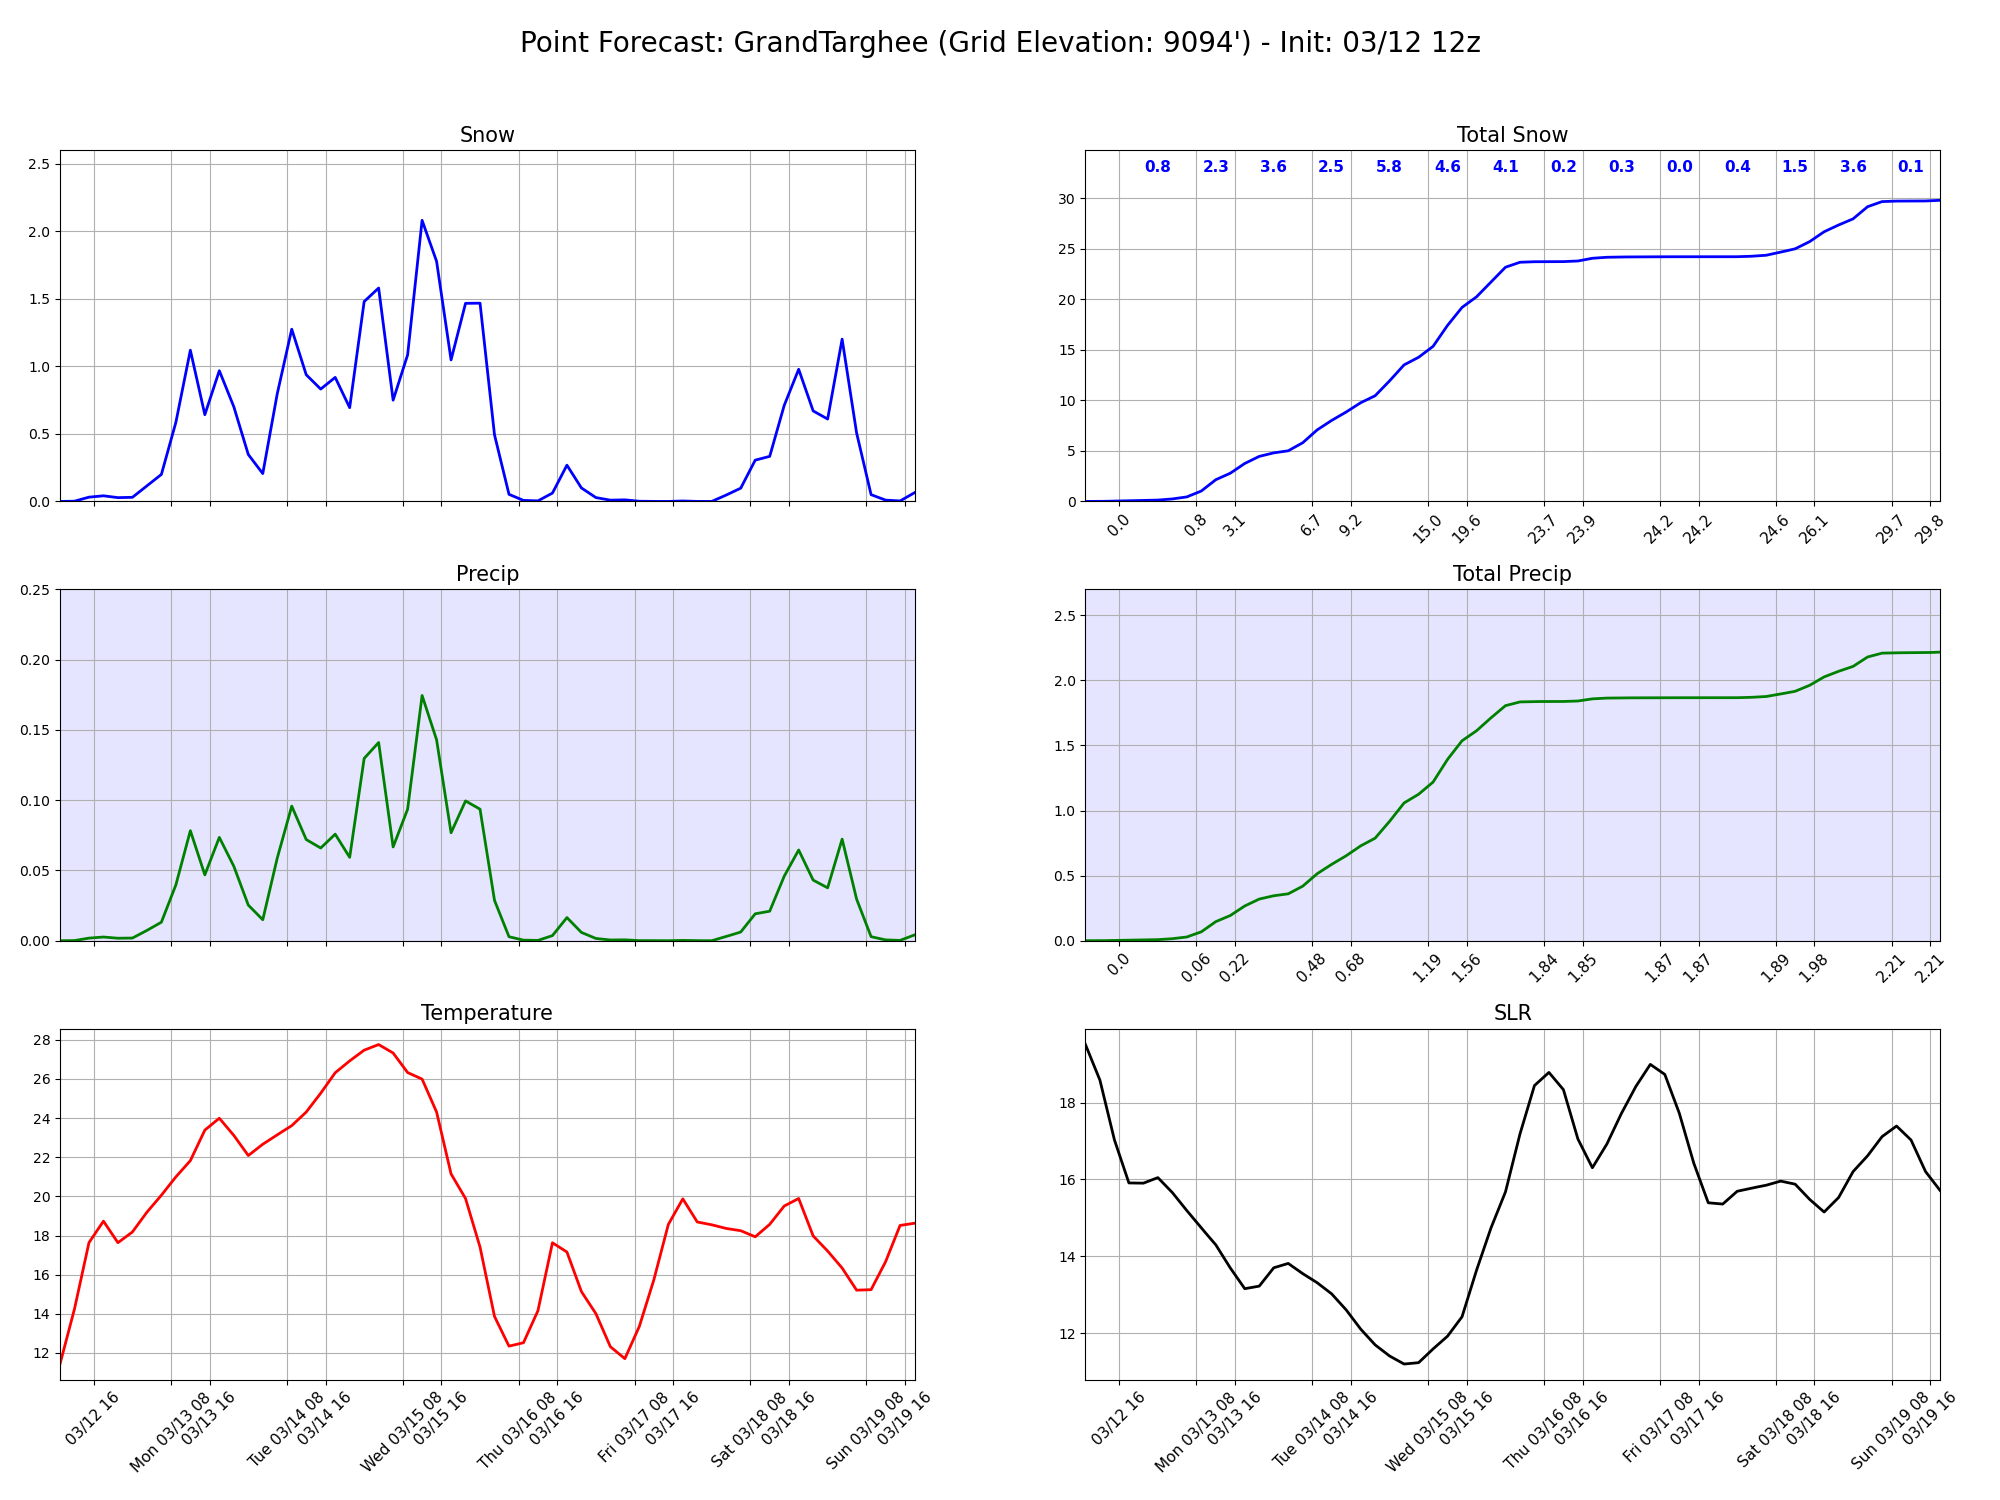 Point Forecast: GrandTarghee (Grid Elevation: 9094') - Init: 03/12 12z
Snow
2.5
2.0
1.5
1.0
0.5
0.0
Total Snow
0.8 2.3 3.6 2.5 5.8 4.6 4.1 0.2 0.3 0.0 0.4 1.5 3.6 0.1
30
25
20
15
10
5
0
0.0 0.8 3.1 6.7 9.2 15.0 19.6 23.7 23.9 24.2 24.2 24.6 26.1 29.7 29.8
Precip
0.25
0.20
0.15
0.10
0.05
0.00
Total Precip
2.5
2.0
1.5
1.0
0.5
0.0
0.0 0.06 0.22 0.48 0.68 1.19 1.56 1.84 1.85 1.87 1.87 1.89 1.98 2.21 2.21
Temperature
28
26
24
22
20
18
16
14
12
03/12 16
Mon 03/13 08
03/13 16
Tue 03/14 08
03/14 16
Wed 03/15 08
03/15 16
Thu 03/16 08
03/16 16
Fri 03/17 08
03/17 16
Sat 03/18 08
03/18 16
Sun 03/19 08
03/19 16
SLR
18
16
14
12
03/12 16
Mon 03/13 08
03/13 16
Tue 03/14 08
03/14 16
Wed 03/15 08
03/15 16
Thu 03/16 08
03/16 16
Fri 03/17 08
03/17 16
Sat 03/18 08
03/18 16
Sun 03/19 08
03/19 16